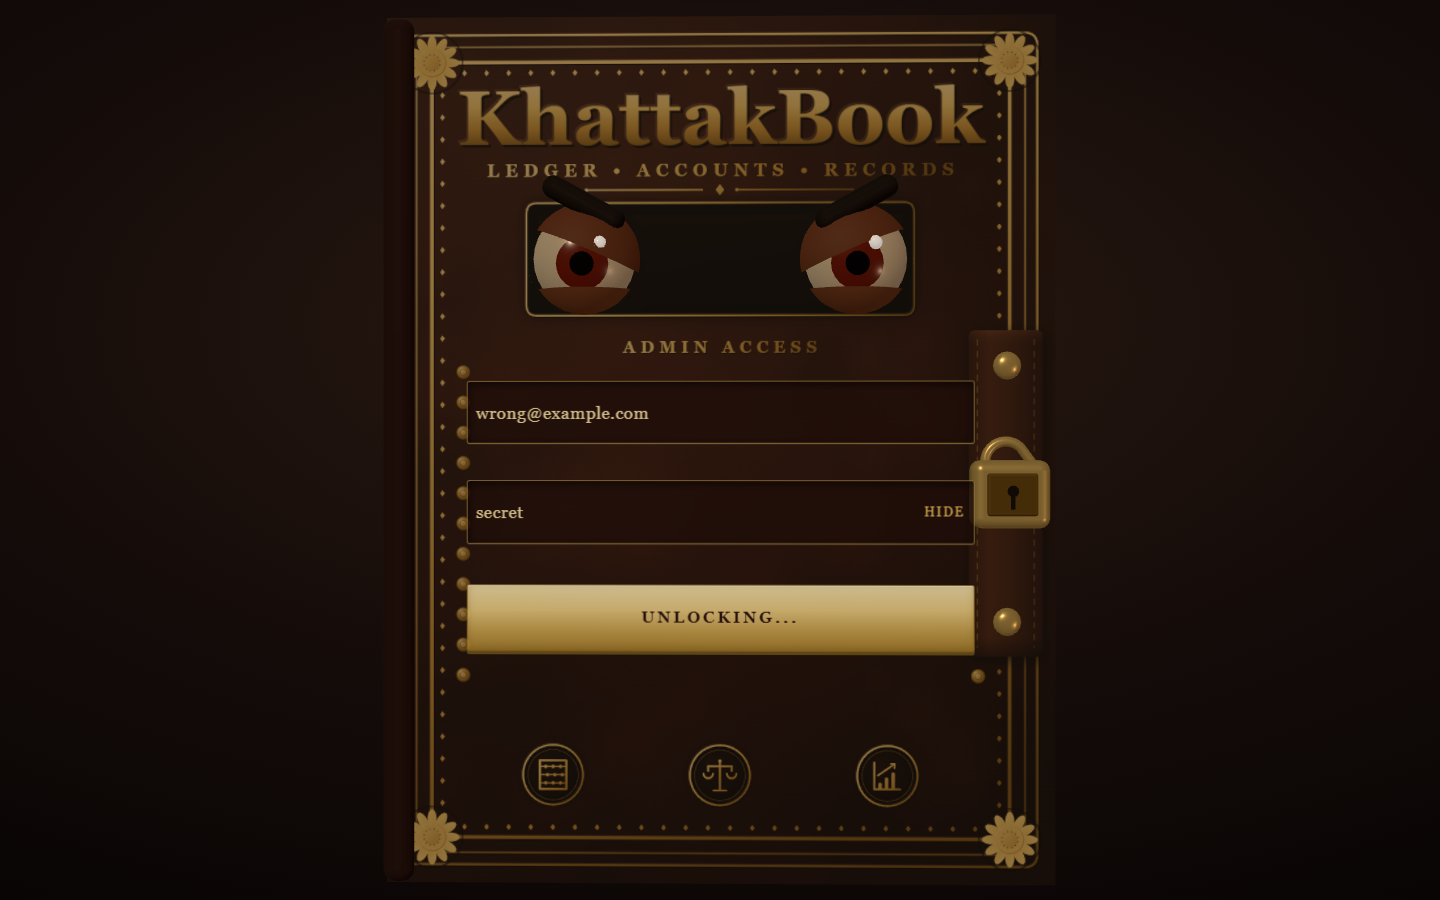 KhattakBook
LEDGER • ACCOUNTS • RECORDS
ADMIN ACCESS
wrong@example.com
secret HIDE
UNLOCKING...